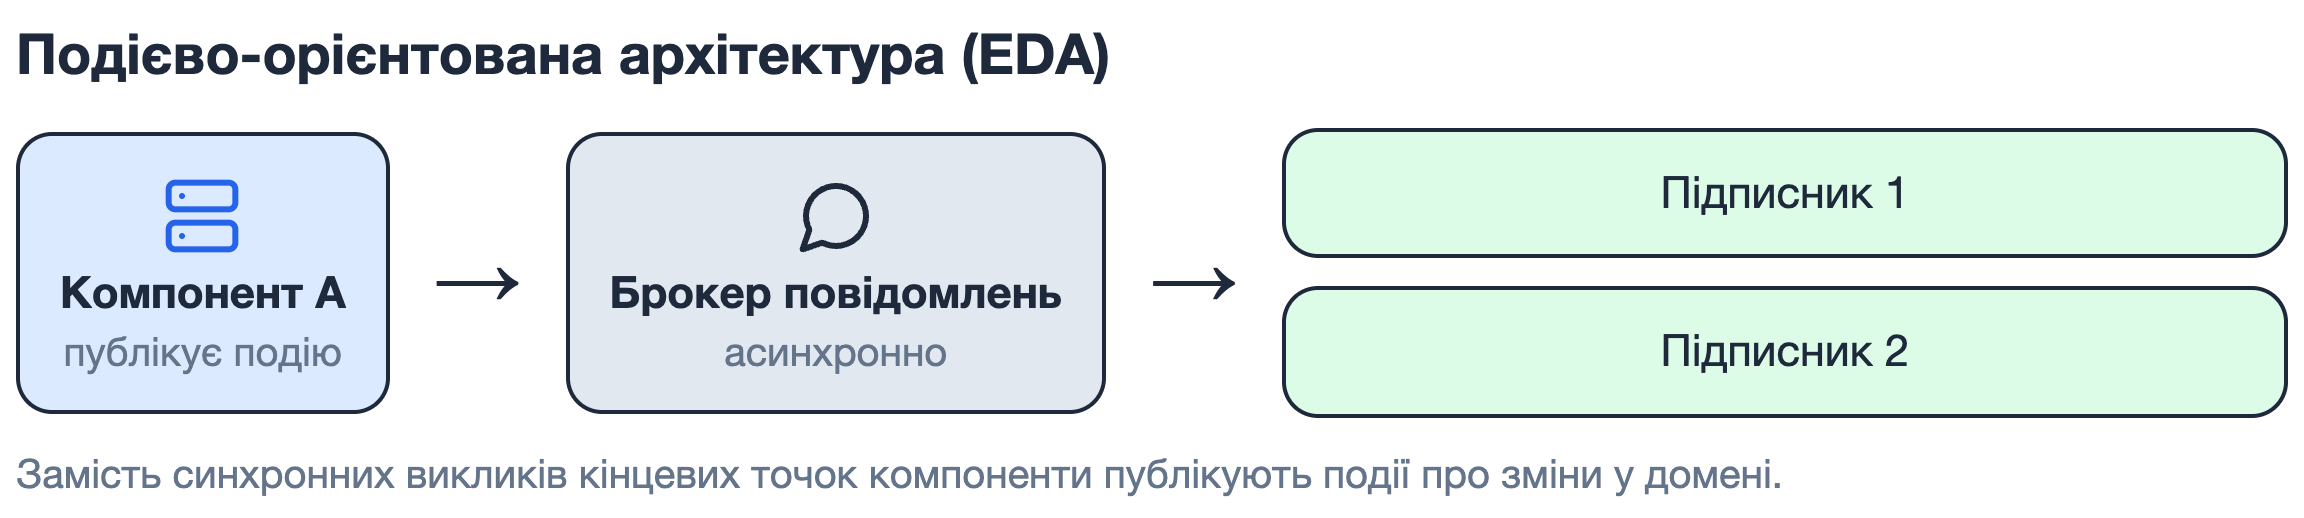 Подієво-орієнтована архітектура (EDA)
Компонент A
публікує подію
Брокер повідомлень
асинхронно
Підписник 1
Підписник 2
Замість синхронних викликів кінцевих точок компоненти публікують події про зміни у домені.